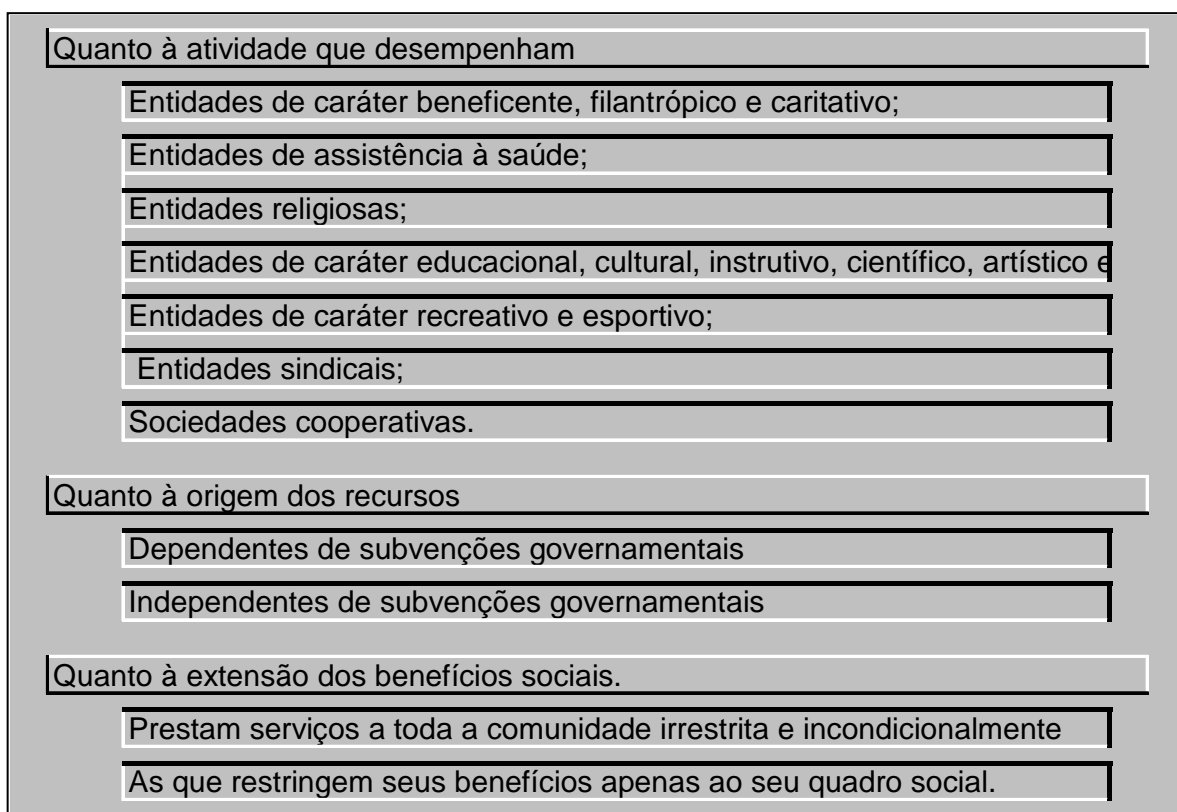 Quanto à atividade que desempenham
Entidades de caráter beneficente, filantrópico e caritativo;
Entidades de assistência à saúde;
Entidades religiosas;
Entidades de caráter educacional, cultural, instrutivo, científico, artístico e
Entidades de caráter recreativo e esportivo;
Entidades sindicais;
Sociedades cooperativas.
Quanto à origem dos recursos
Dependentes de subvenções governamentais
Independentes de subvenções governamentais
Quanto à extensão dos benefícios sociais.
Prestam serviços a toda a comunidade irrestrita e incondicionalmente
As que restringem seus benefícios apenas ao seu quadro social.